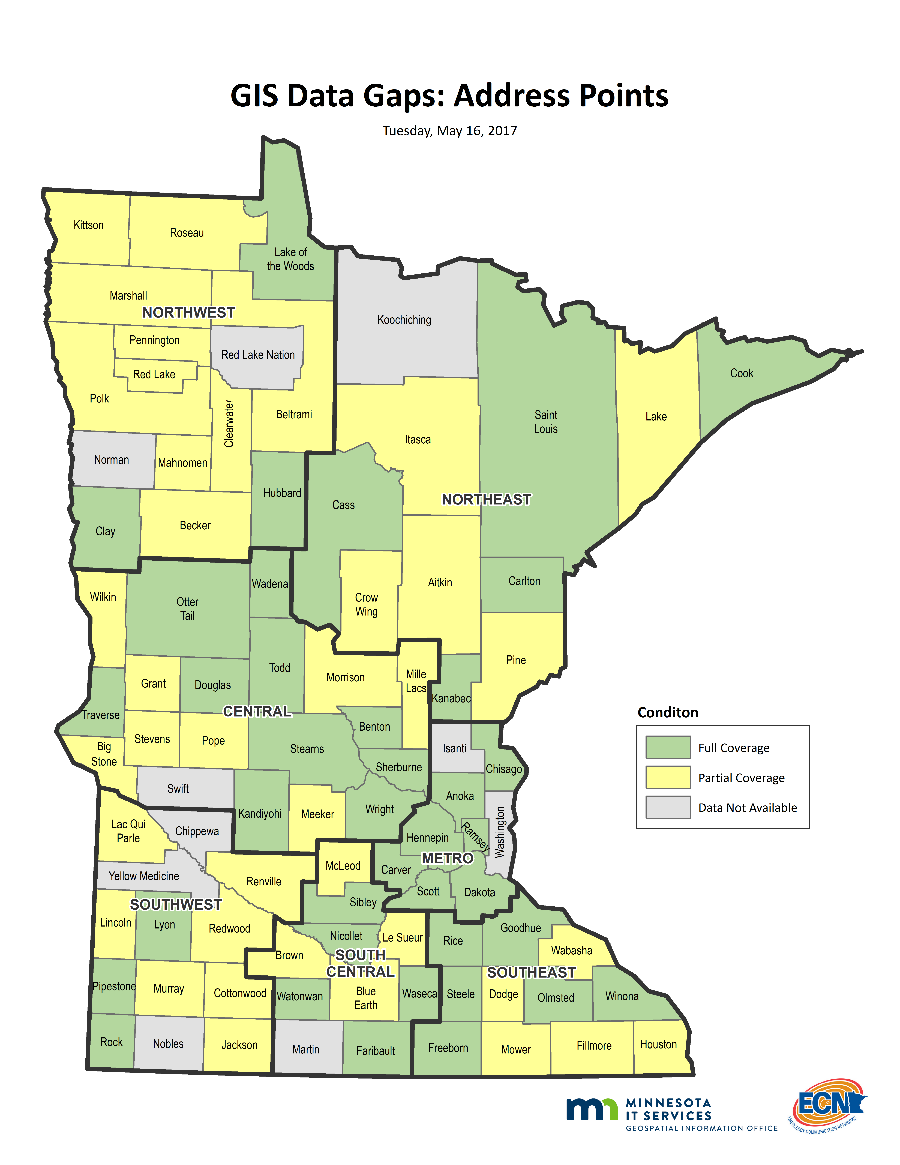 GIS Data Gaps: Address Points
Tuesday, May 16, 2017
Kittson
Roseau
Lake of
the Woods
Marshall
NORTHWEST
Koochiching
Pennington
Red Lake Nation
Red Lake
Cook
Polk
Clearwater
Beltrami
Lake
Saint
Louis
Itasca
Norman
Mahnomen
Hubbard
NORTHEAST
Cass
Clay
Becker
Wadena
Aitkin
Carlton
Wilkin
Otter
Tail
Crow
Wing
Pine
Todd
Morrison
Mille
Lacs
Grant
Douglas
Kanabec
Traverse
CENTRAL
Conditon
Stevens
Pope
Benton
Big
Stone
Stearns
Isanti
Full Coverage
Sherburne
Chisago
Partial Coverage
Swift
Anoka
Data Not Available
Kandiyohi
Meeker
Wright
Lac Qui
Parle
Chippewa
Hennepin
Ramsey
Washington
METRO
McLeod
Carver
Yellow Medicine
Renville
Scott
Dakota
SOUTHWEST
Sibley
Lincoln
Lyon
Redwood
Goodhue
Nicollet
Le Sueur
Rice
Wabasha
Brown
SOUTH
CENTRAL
SOUTHEAST
Pipestone
Murray
Cottonwood
Watonwan
Blue
Earth
Waseca
Steele
Dodge
Olmsted
Winona
Rock
Nobles
Jackson
Martin
Faribault
Freeborn
Mower
Fillmore
Houston
MINNESOTA
IT SERVICES
GEOSPATIAL INFORMATION OFFICE
ECN